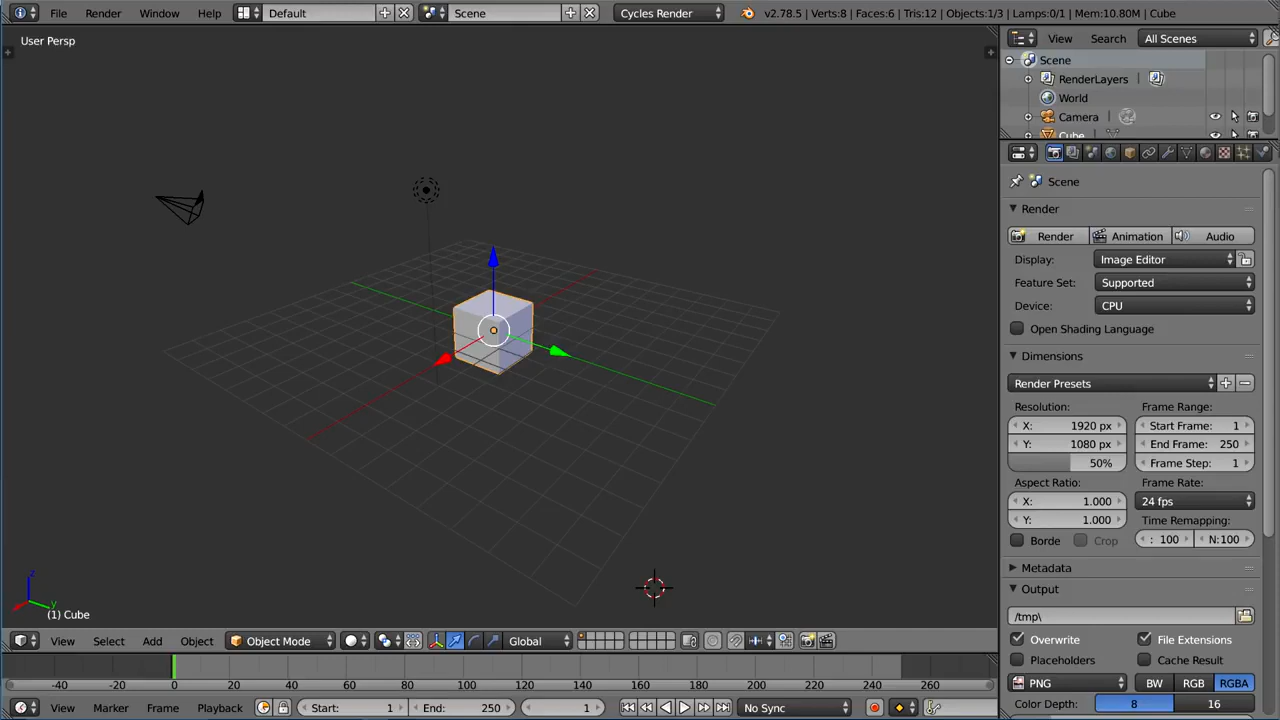 File Render Window Help Default Scene Cycles Render v2.78.5 | Verts:8 | Faces:6 | Tris:12 | Objects:1/3 | Lamps:0/1 | Mem:10.80M | Cube
User Persp
View Search All Scenes
Scene
RenderLayers
World
Camera
Cube
Scene
Render
Render Animation Audio
Display: Image Editor
Feature Set: Supported
Device: CPU
Open Shading Language
Dimensions
Render Presets
Resolution: Frame Range:
X: 1920 px Start Frame: 1
Y: 1080 px End Frame: 250
50% Frame Step: 1
Aspect Ratio: Frame Rate:
X: 1.000 24 fps
Y: 1.000 Time Remapping:
Borde Crop : 100 N:100
Metadata
Output
/tmp\
Overwrite File Extensions
Placeholders Cache Result
PNG BW RGB RGBA
Color Depth: 8 16
z
y
(1) Cube
View Select Add Object Object Mode Global
-40 -20 0 20 40 60 80 100 120 140 160 180 200 220 240 260
View Marker Frame Playback Start: 1 End: 250 1 No Sync